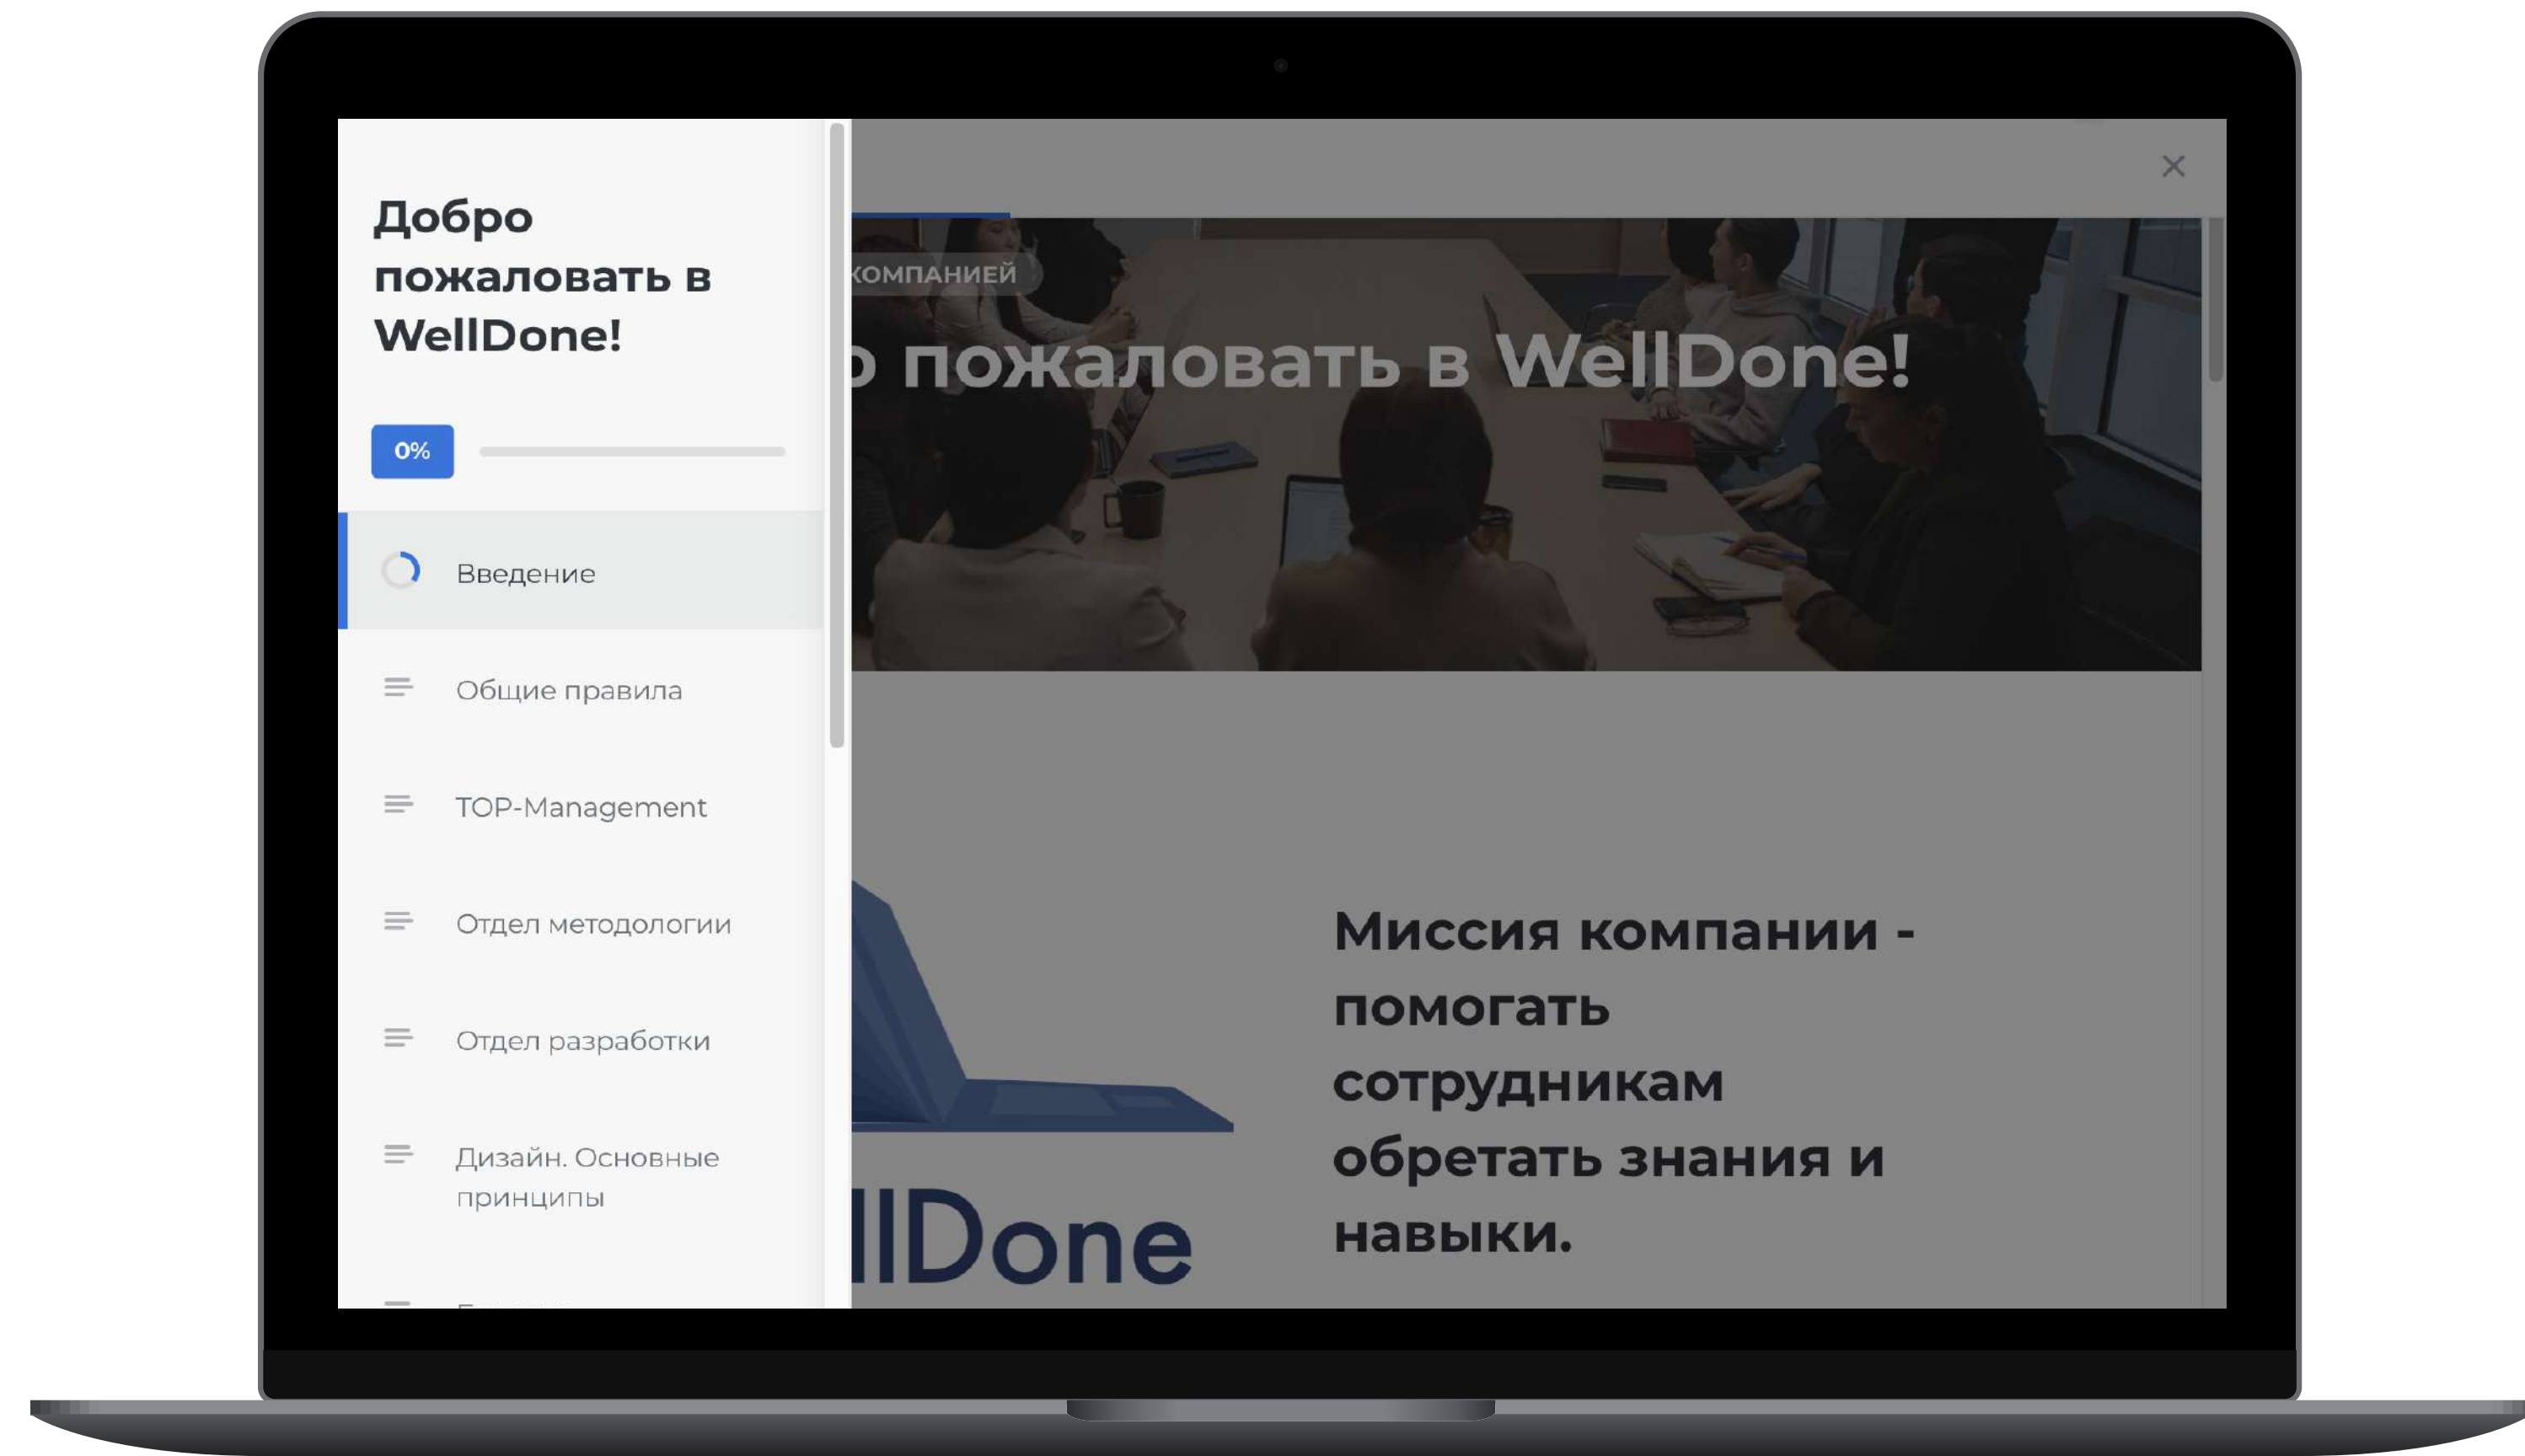 Добро
пожаловать в
WellDone!
0%
Введение
Общие правила
TOP-Management
Отдел методологии
Отдел разработки
Дизайн. Основные
принципы
КОМПАНИЕЙ
пожаловать в WellDone!
Миссия компании -
помогать
сотрудникам
обретать знания и
навыки.
llDone